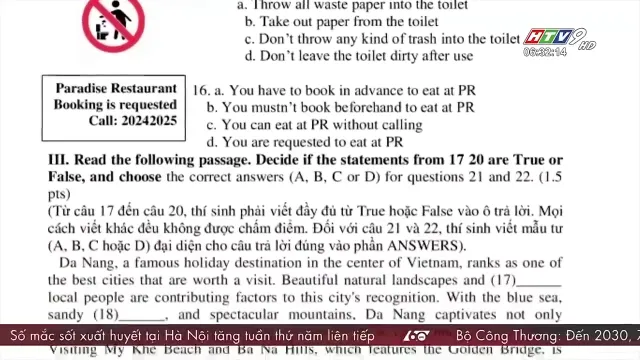 a. Throw all waste paper into the toilet
b. Take out paper from the toilet
c. Don't throw any kind of trash into the toilet
d. Don't leave the toilet dirty after use
HTV9 HD
06:32:14
Paradise Restaurant
Booking is requested
Call: 20242025
16. a. You have to book in advance to eat at PR
b. You mustn't book beforehand to eat at PR
c. You can eat at PR without calling
d. You are requested to eat at PR
III. Read the following passage. Decide if the statements from 17 20 are True or
False, and choose the correct answers (A, B, C or D) for questions 21 and 22. (1.5
pts)
(Từ câu 17 đến câu 20, thí sinh phải viết đầy đủ từ True hoặc False vào ô trả lời. Mọi
cách viết khác đều không được chấm điểm. Đối với câu 21 và 22, thí sinh viết mẫu tư
(A, B, C hoặc D) đại diện cho câu trả lời đúng vào phần ANSWERS).
Da Nang, a famous holiday destination in the center of Vietnam, ranks as one of
the best cities that are worth a visit. Beautiful natural landscapes and (17)______
local people are contributing factors to this city's recognition. With the blue sea,
sandy (18)______, and spectacular mountains, Da Nang captivates not only
Số mắc sốt xuất huyết tại Hà Nội tăng tuần thứ năm liên tiếp
Bộ Công Thương: Đến 2030, 7
Visiting My Khe Beach and Ba Na Hills, which features the Golden Bridge, is